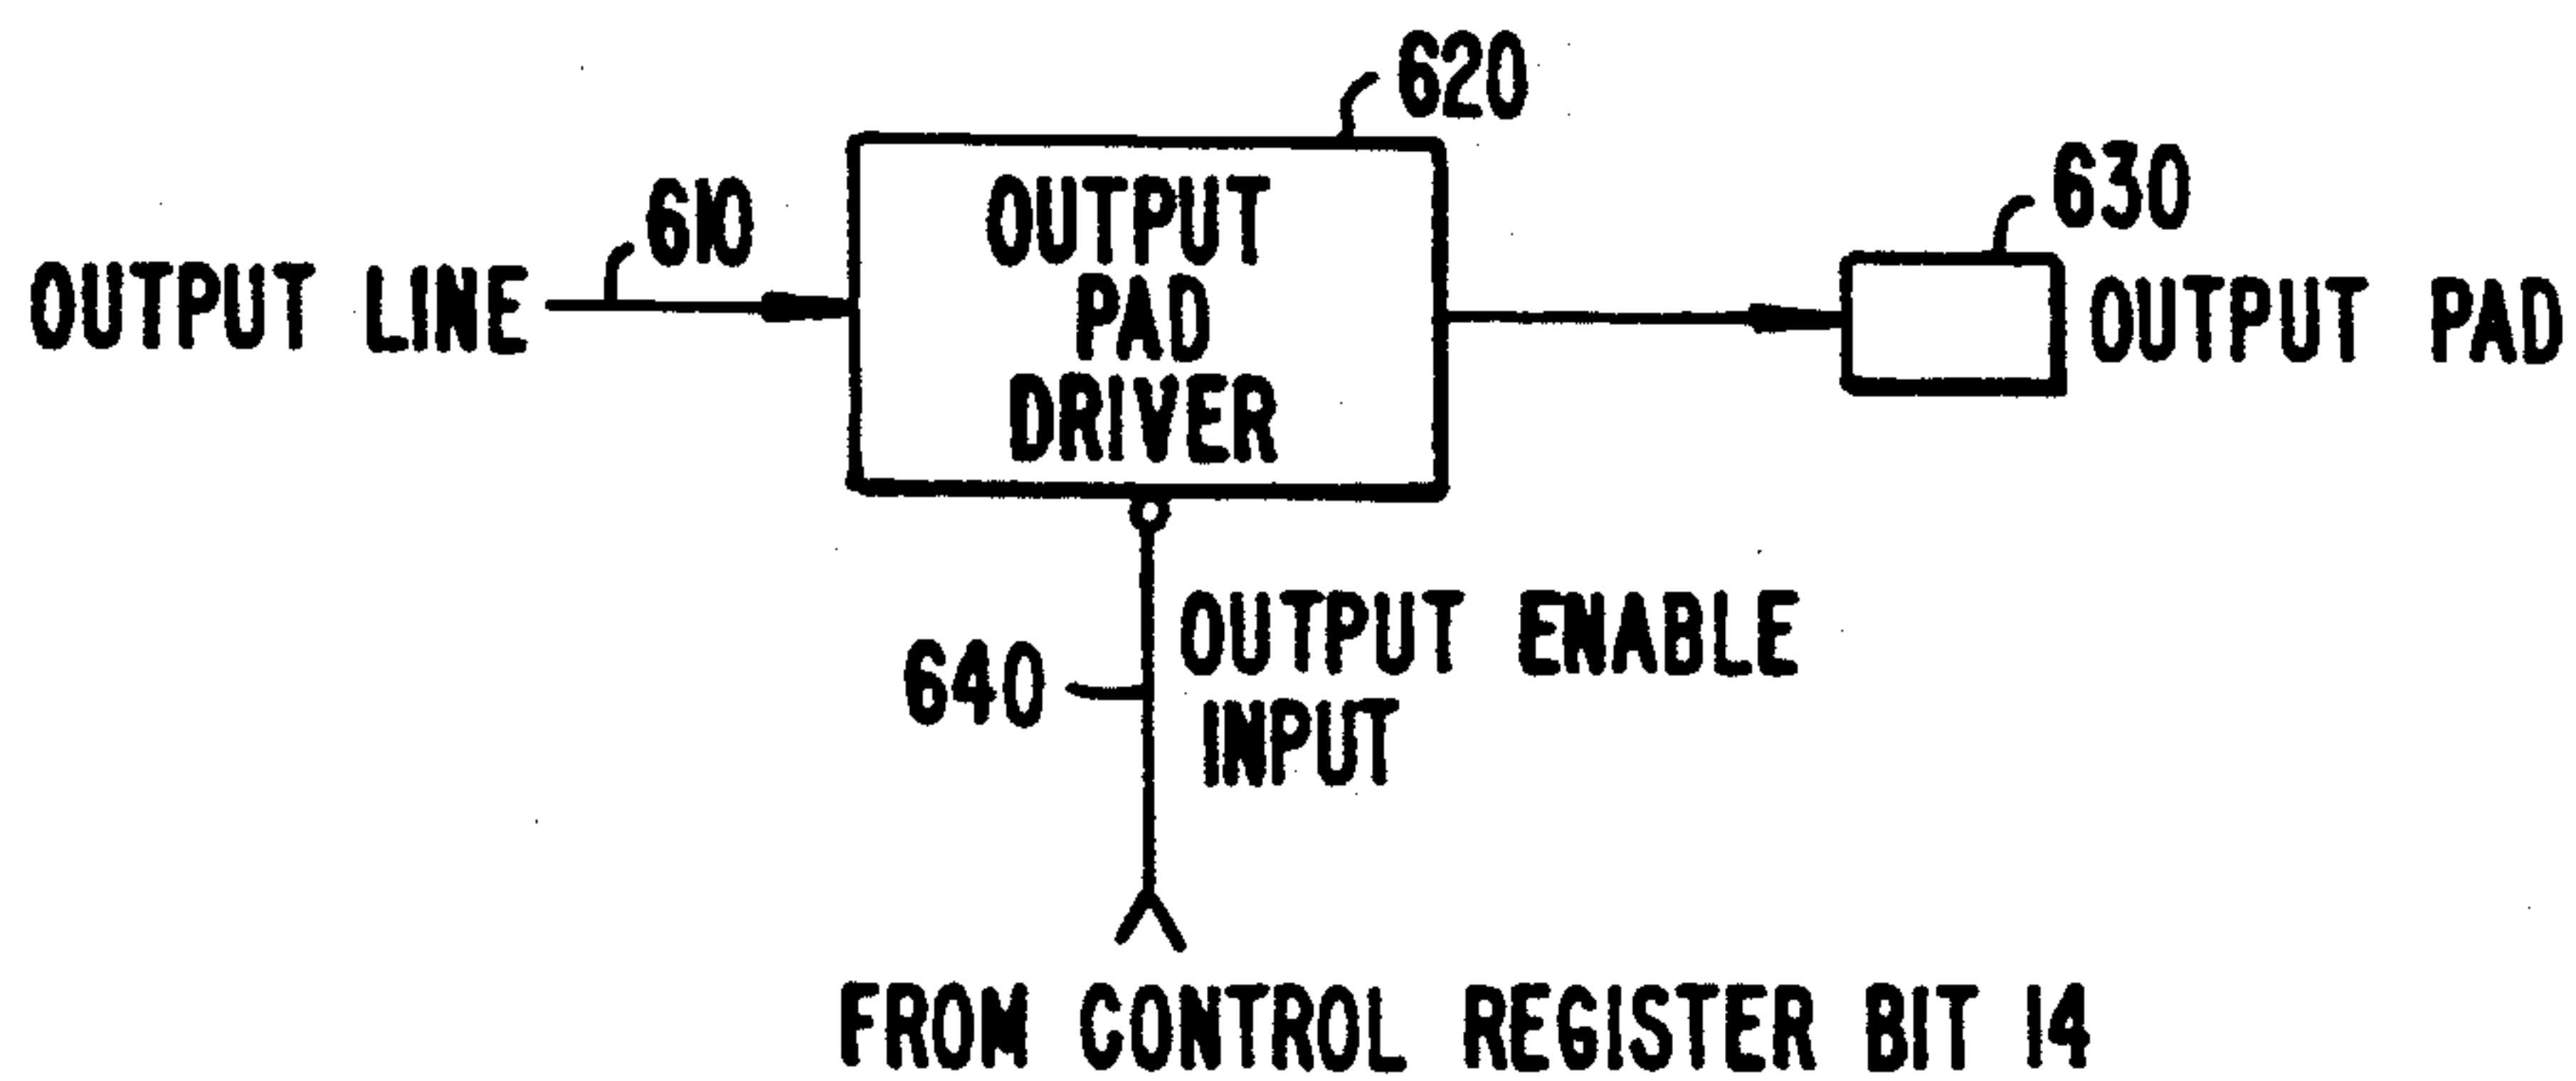 620
OUTPUT LINE
610
OUTPUT
PAD
DRIVER
630
OUTPUT PAD
640
OUTPUT ENABLE
INPUT
FROM CONTROL REGISTER BIT 14